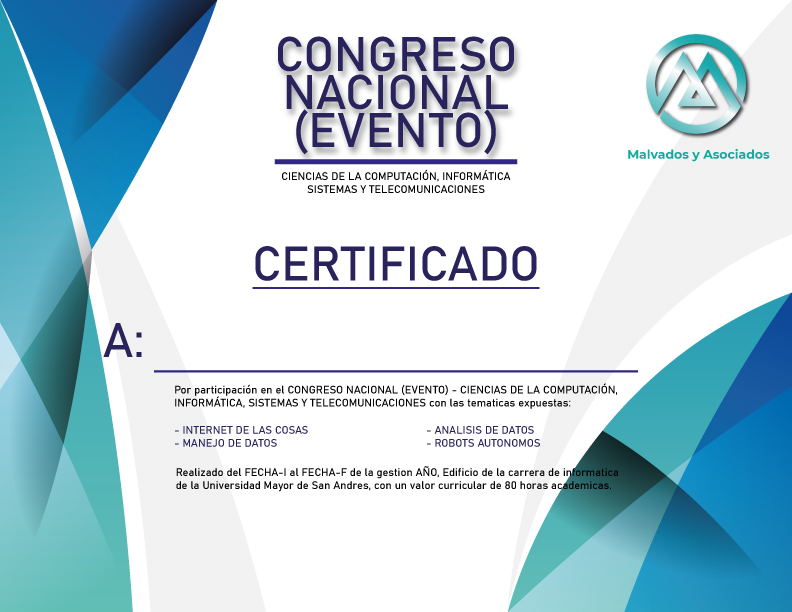 CONGRESO
NACIONAL
(EVENTO)
CIENCIAS DE LA COMPUTACIÓN, INFORMÁTICA
SISTEMAS Y TELECOMUNICACIONES
Malvados y Asociados
CERTIFICADO
A:
Por participación en el CONGRESO NACIONAL (EVENTO) - CIENCIAS DE LA COMPUTACIÓN,
INFORMÁTICA, SISTEMAS Y TELECOMUNICACIONES con las tematicas expuestas:
- INTERNET DE LAS COSAS
- MANEJO DE DATOS
- ANALISIS DE DATOS
- ROBOTS AUTONOMOS
Realizado del FECHA-I al FECHA-F de la gestion AÑO, Edificio de la carrera de informatica
de la Universidad Mayor de San Andres, con un valor curricular de 80 horas academicas.